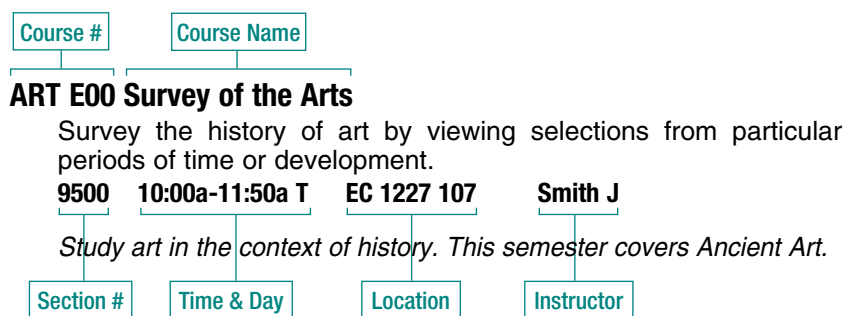 Course # Course Name
ART E00 Survey of the Arts
Survey the history of art by viewing selections from particular
periods of time or development.
9500 10:00a-11:50a T EC 1227 107 Smith J
Study art in the context of history. This semester covers Ancient Art.
Section # Time & Day Location Instructor